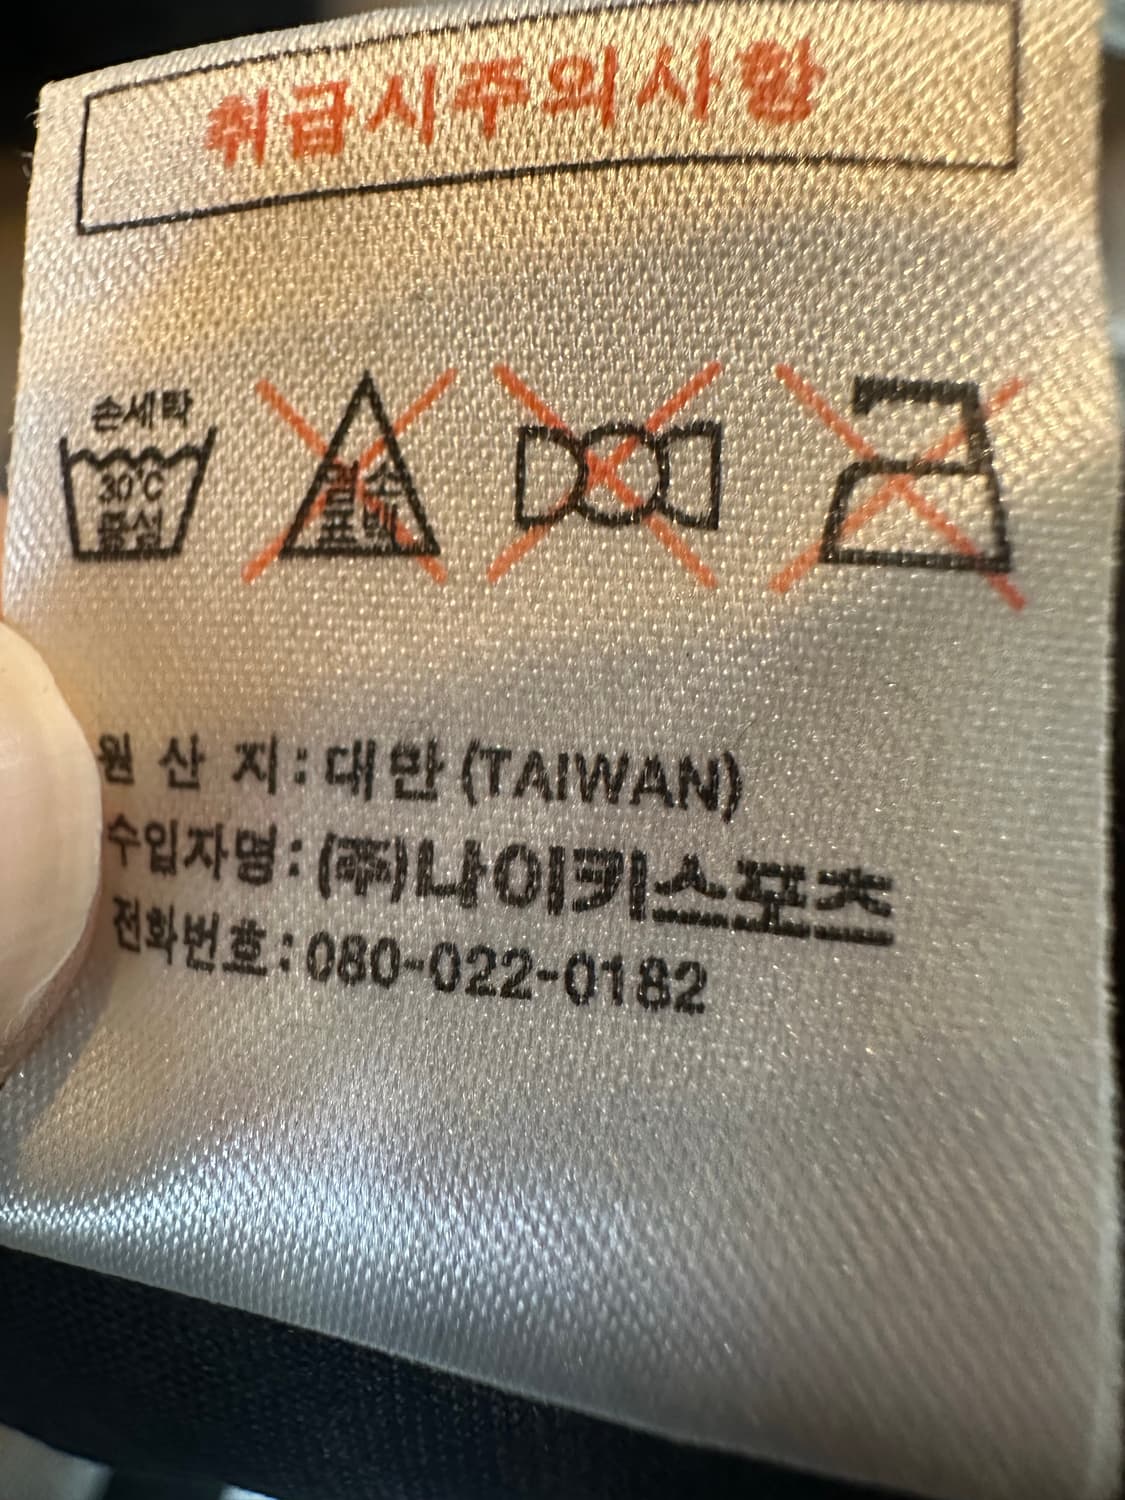 취급시주의사항
손세탁
30℃
중성
염소
표백
원 산 지 : 대만 (TAIWAN)
수입자명 : (주)나이키스포츠
전화번호 : 080-022-0182